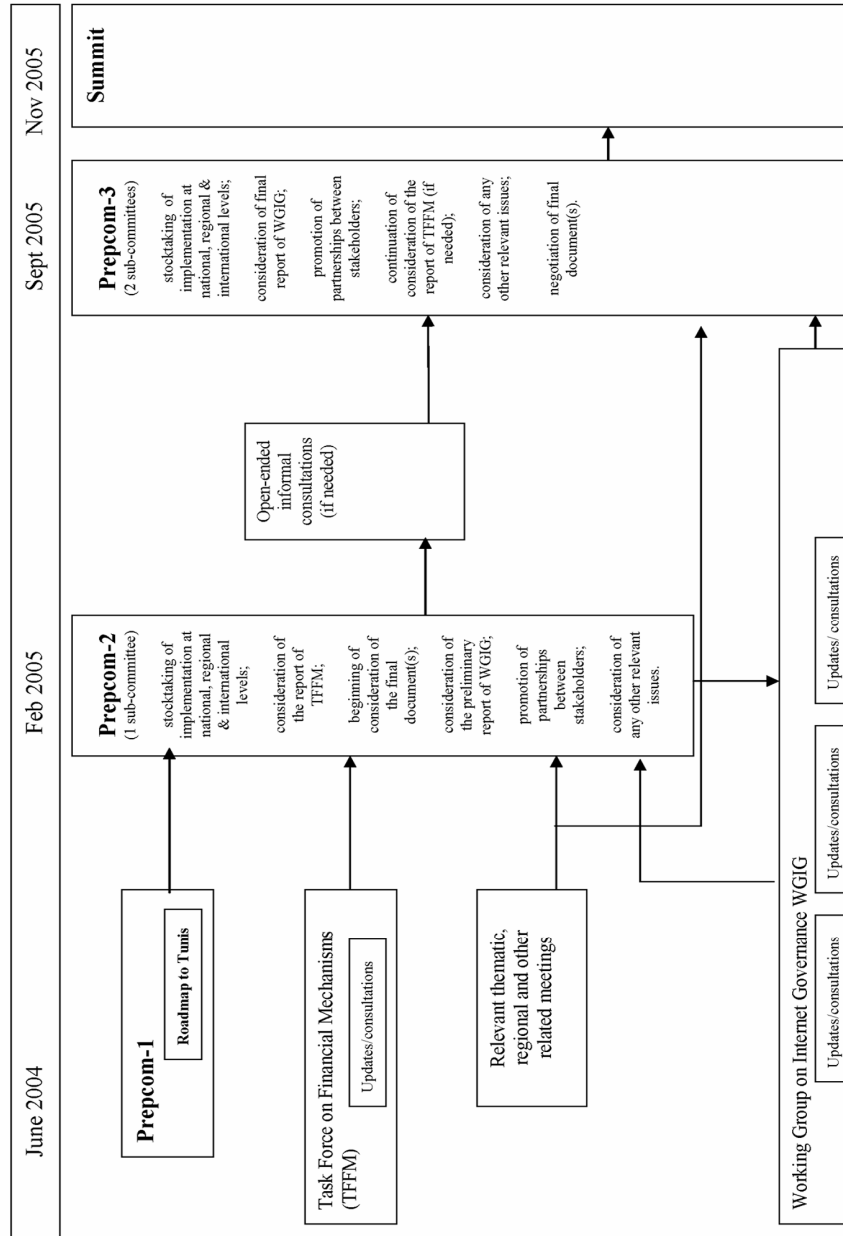 June 2004
Feb 2005
Sept 2005
Nov 2005
Prepcom-1
Roadmap to Tunis
Task Force on Financial Mechanisms
(TFFM)
Updates/consultations
Relevant thematic,
regional and other
related meetings
Working Group on Internet Governance WGIG
Updates/consultations
Updates/consultations
Updates/ consultations
Prepcom-2
(1 sub-committee)
stocktaking of
implementation at
national, regional
& international
levels;
consideration of
the report of
TFFM;
beginning of
consideration of
the final
document(s);
consideration of
the preliminary
report of WGIG;
promotion of
partnerships
between
stakeholders;
consideration of
any other relevant
issues.
Open-ended
informal
consultations
(if needed)
Prepcom-3
(2 sub-committees)
stocktaking of
implementation at
national, regional &
international levels;
consideration of final
report of WGIG;
promotion of
partnerships between
stakeholders;
continuation of
consideration of the
report of TFFM (if
needed);
consideration of any
other relevant issues;
negotiation of final
document(s).
Summit